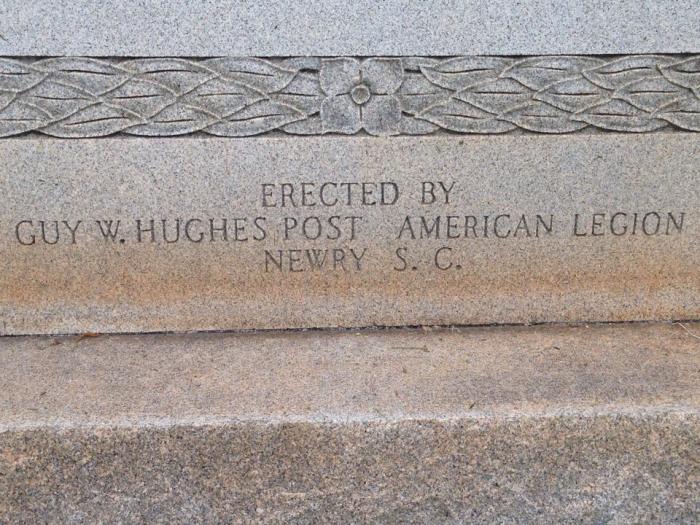 ERECTED BY
GUY W. HUGHES POST AMERICAN LEGION
NEWRY S. C.